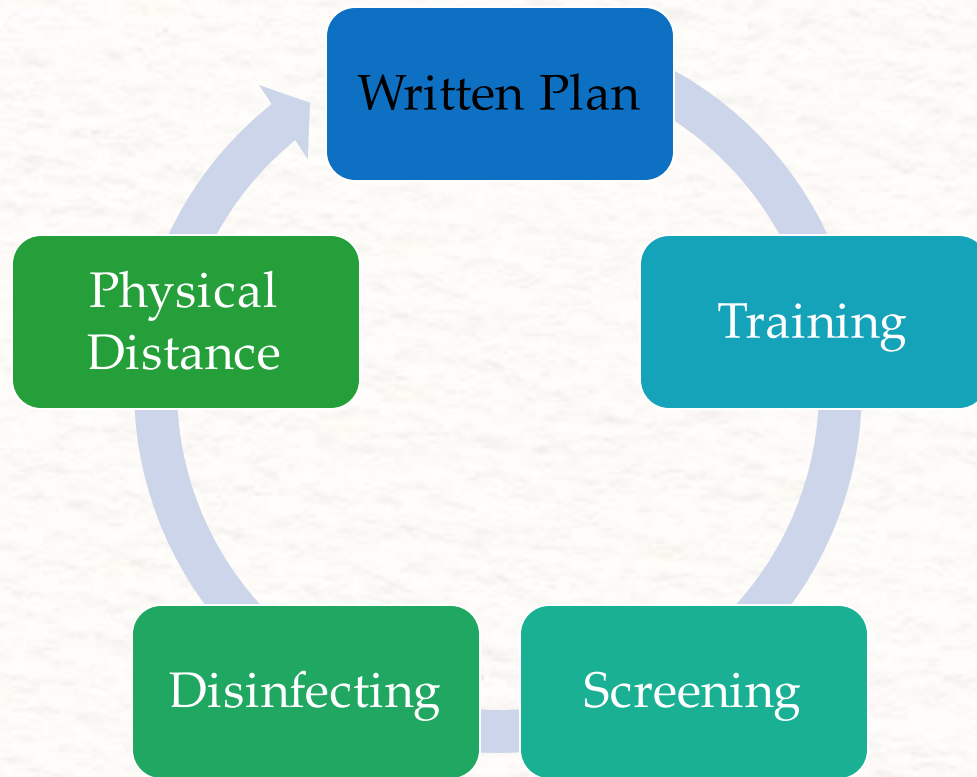 Written Plan
Training
Screening
Disinfecting
Physical
Distance